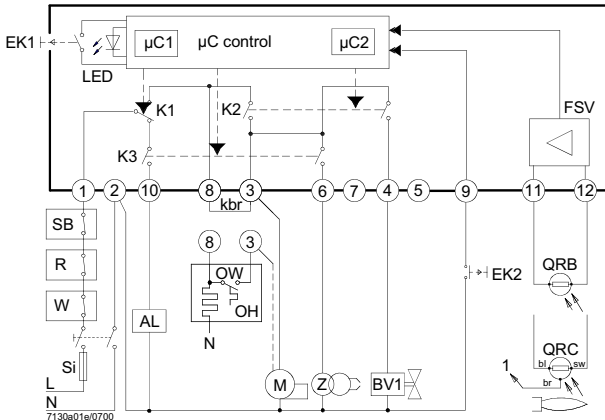 EK1
LED
µC1
µC control
µC2
K1
K2
FSV
K3
1
2
10
8
3
6
7
4
5
9
11
12
kbr
SB
8
3
EK2
QRB
R
OW
OH
W
AL
N
QRC
bl
sw
1
br
Si
M
Z
BV1
L
N
7130a01e/0700